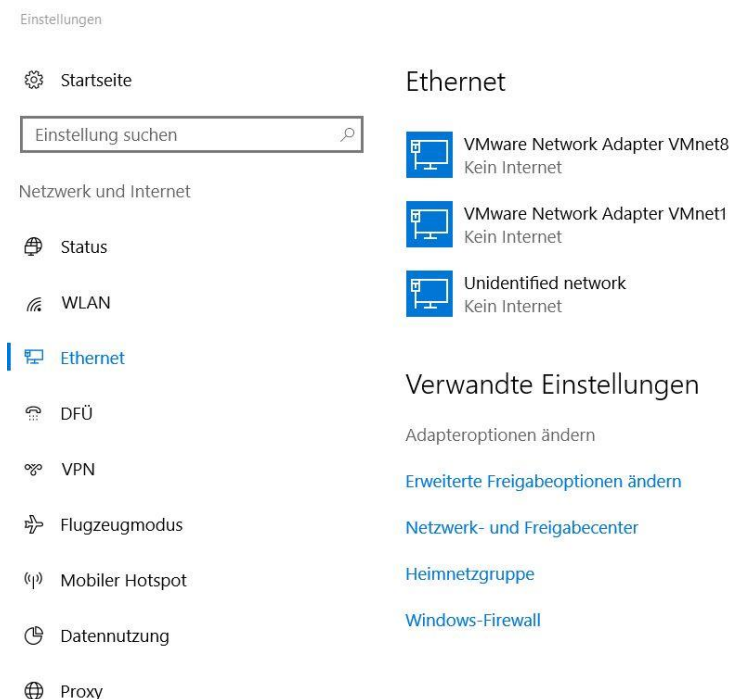 Einstellungen
Startseite
Einstellung suchen
Netzwerk und Internet
Status
WLAN
Ethernet
DFÜ
VPN
Flugzeugmodus
Mobiler Hotspot
Datennutzung
Proxy
Ethernet
VMware Network Adapter VMnet8
Kein Internet
VMware Network Adapter VMnet1
Kein Internet
Unidentified network
Kein Internet
Verwandte Einstellungen
Adapteroptionen ändern
Erweiterte Freigabeoptionen ändern
Netzwerk- und Freigabecenter
Heimnetzgruppe
Windows-Firewall